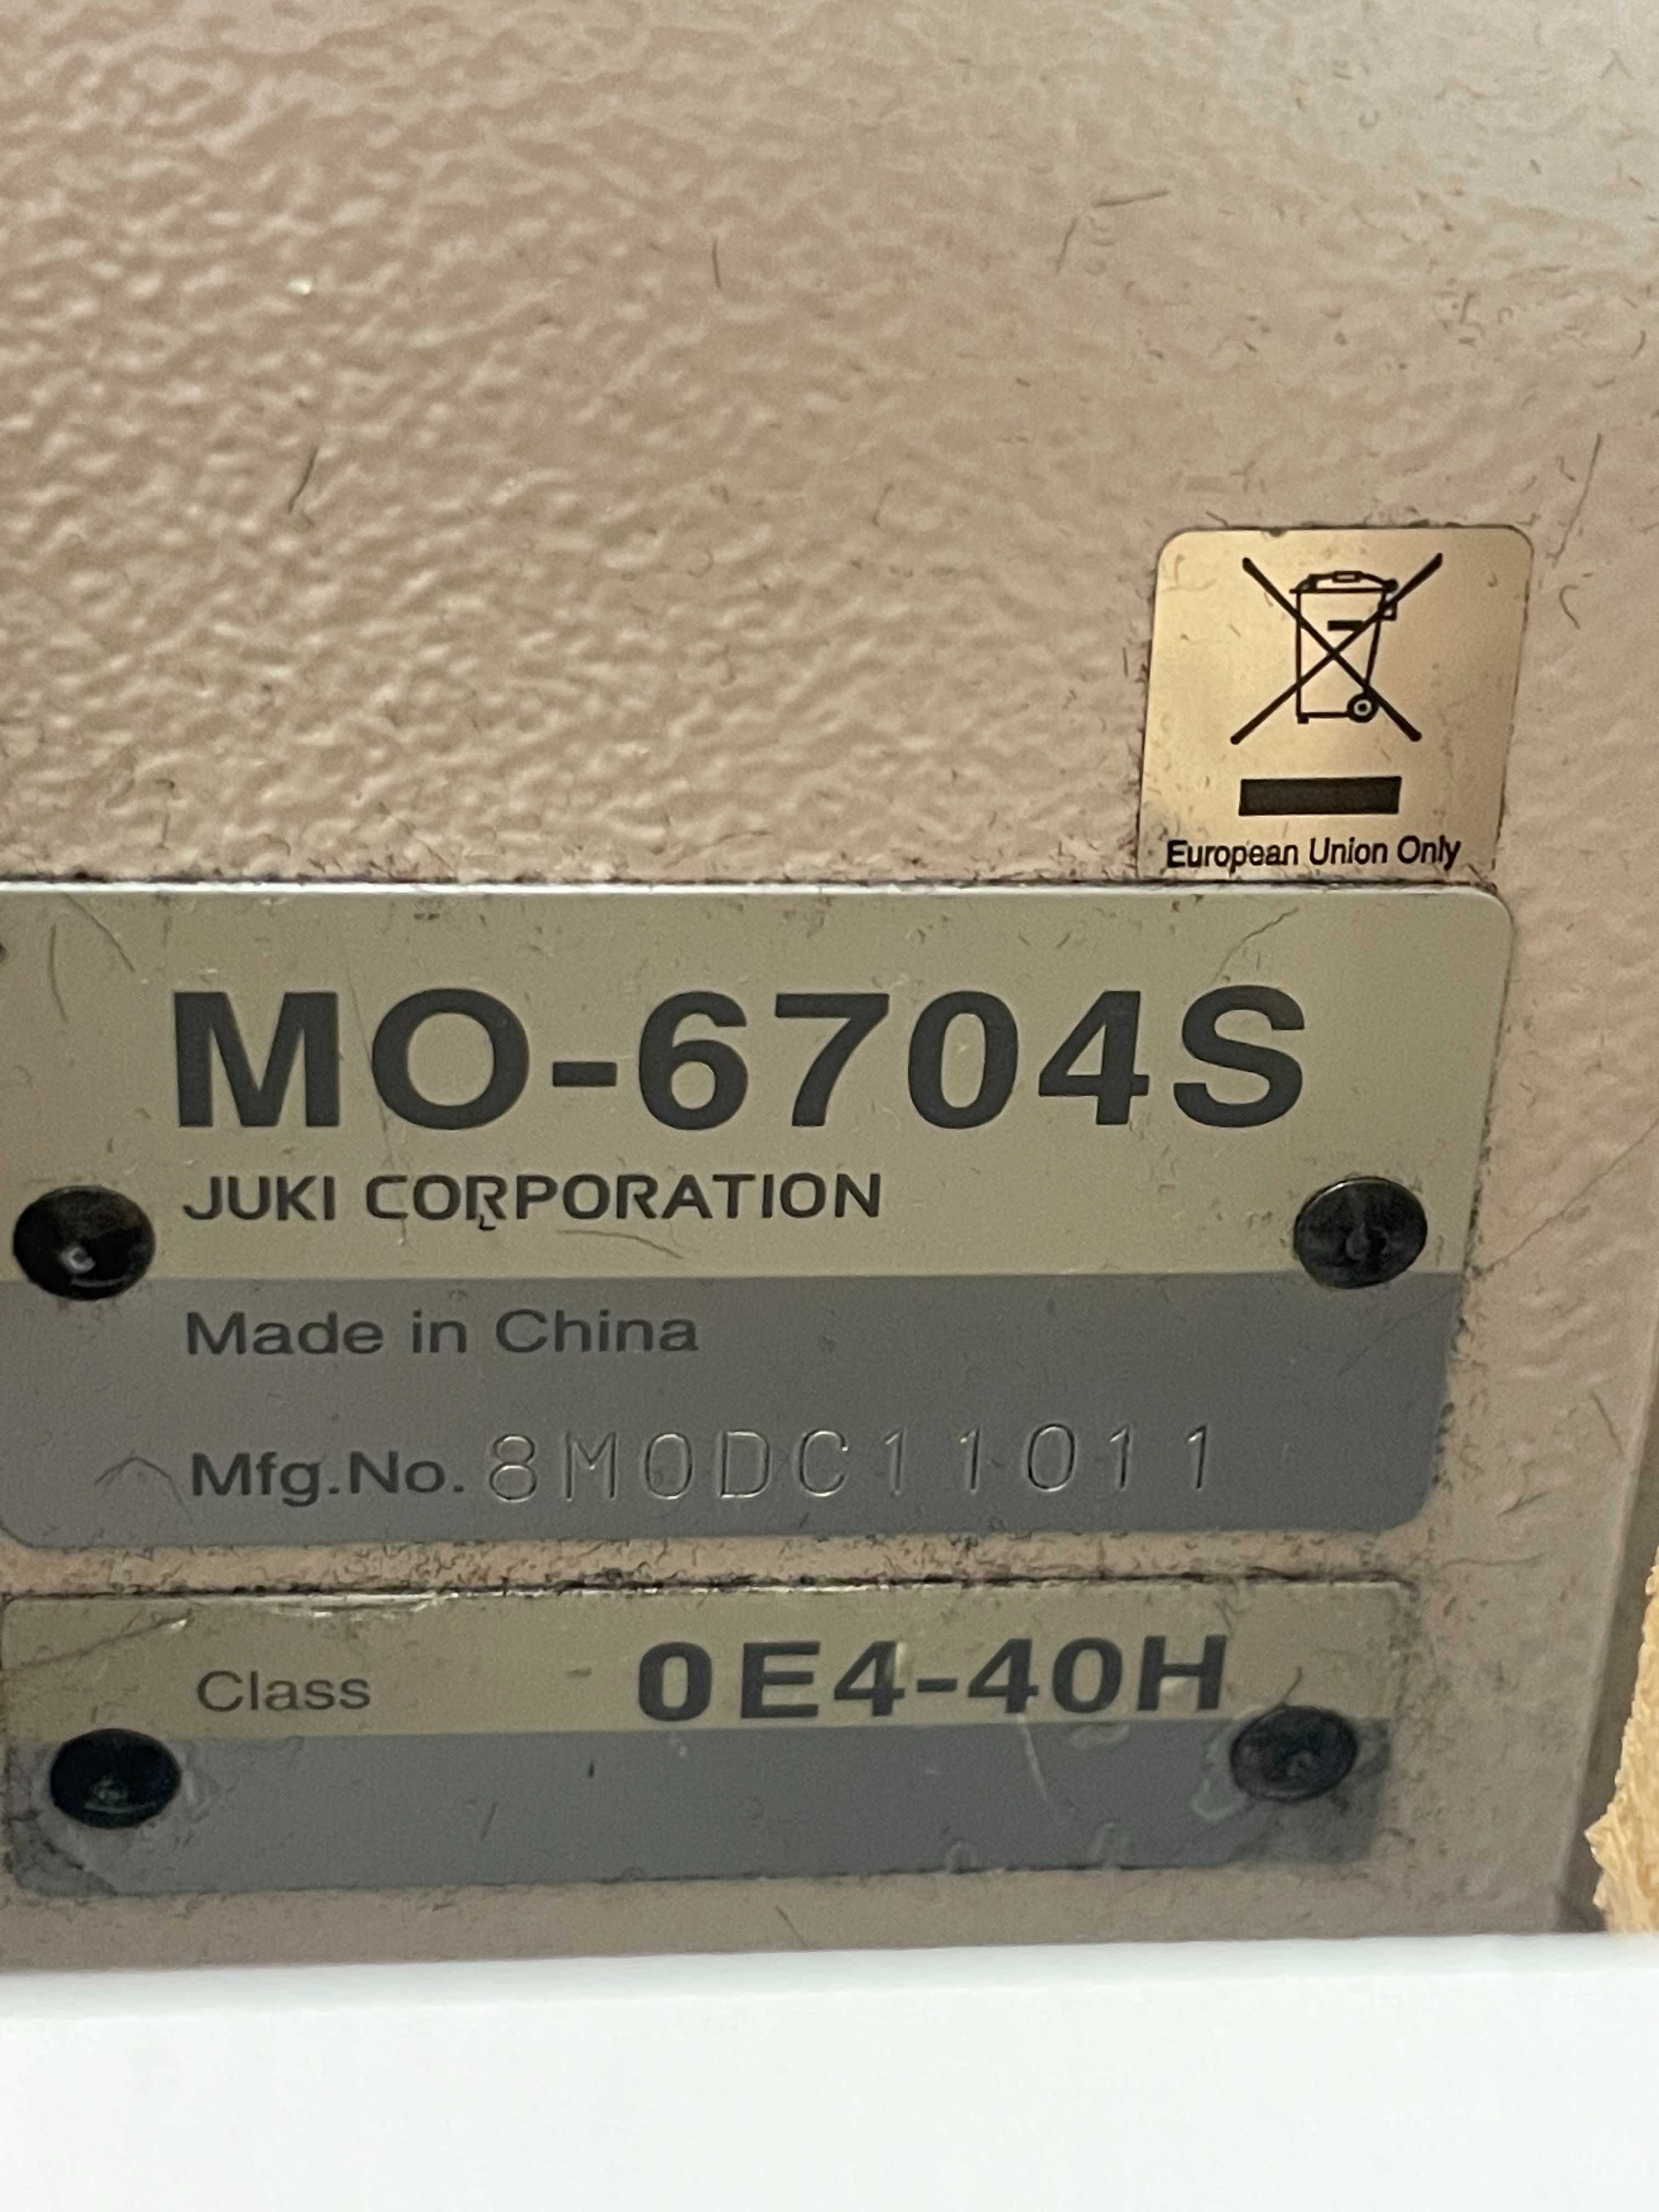 European Union Only
MO-6704S
JUKI CORPORATION
Made in China
Mfg.No. 8M0DC11011
Class 0E4-40H